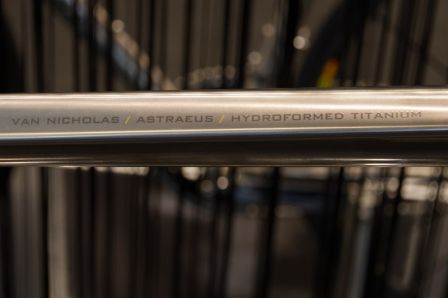 VAN NICHOLAS / ASTRAEUS / HYDROFORMED TITANIUM